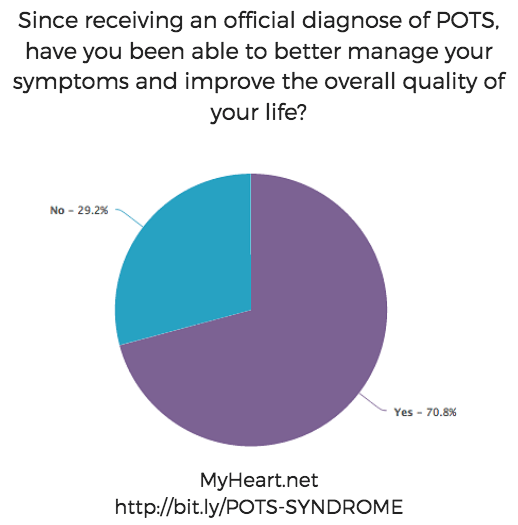 Since receiving an official diagnose of POTS,
have you been able to better manage your
symptoms and improve the overall quality of
your life?
No - 29.2%
Yes - 70.8%
MyHeart.net
http://bit.ly/POTS-SYNDROME